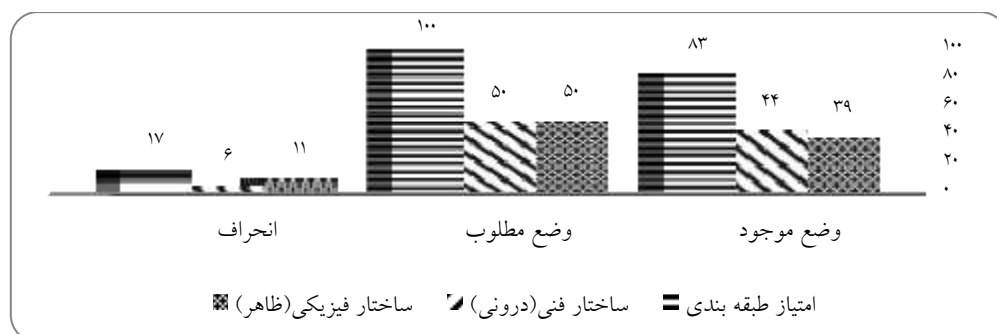 ۱۰۰
۸۰
۶۰
۴۰
۲۰
۰
۸۳
۴۴
۳۹
۱۰۰
۵۰
۵۰
۱۷
۶
۱۱
وضع موجود
وضع مطلوب
انحراف
امتیاز طبقه بندی
ساختار فنی(درونی)
ساختار فیزیکی(ظاهر)